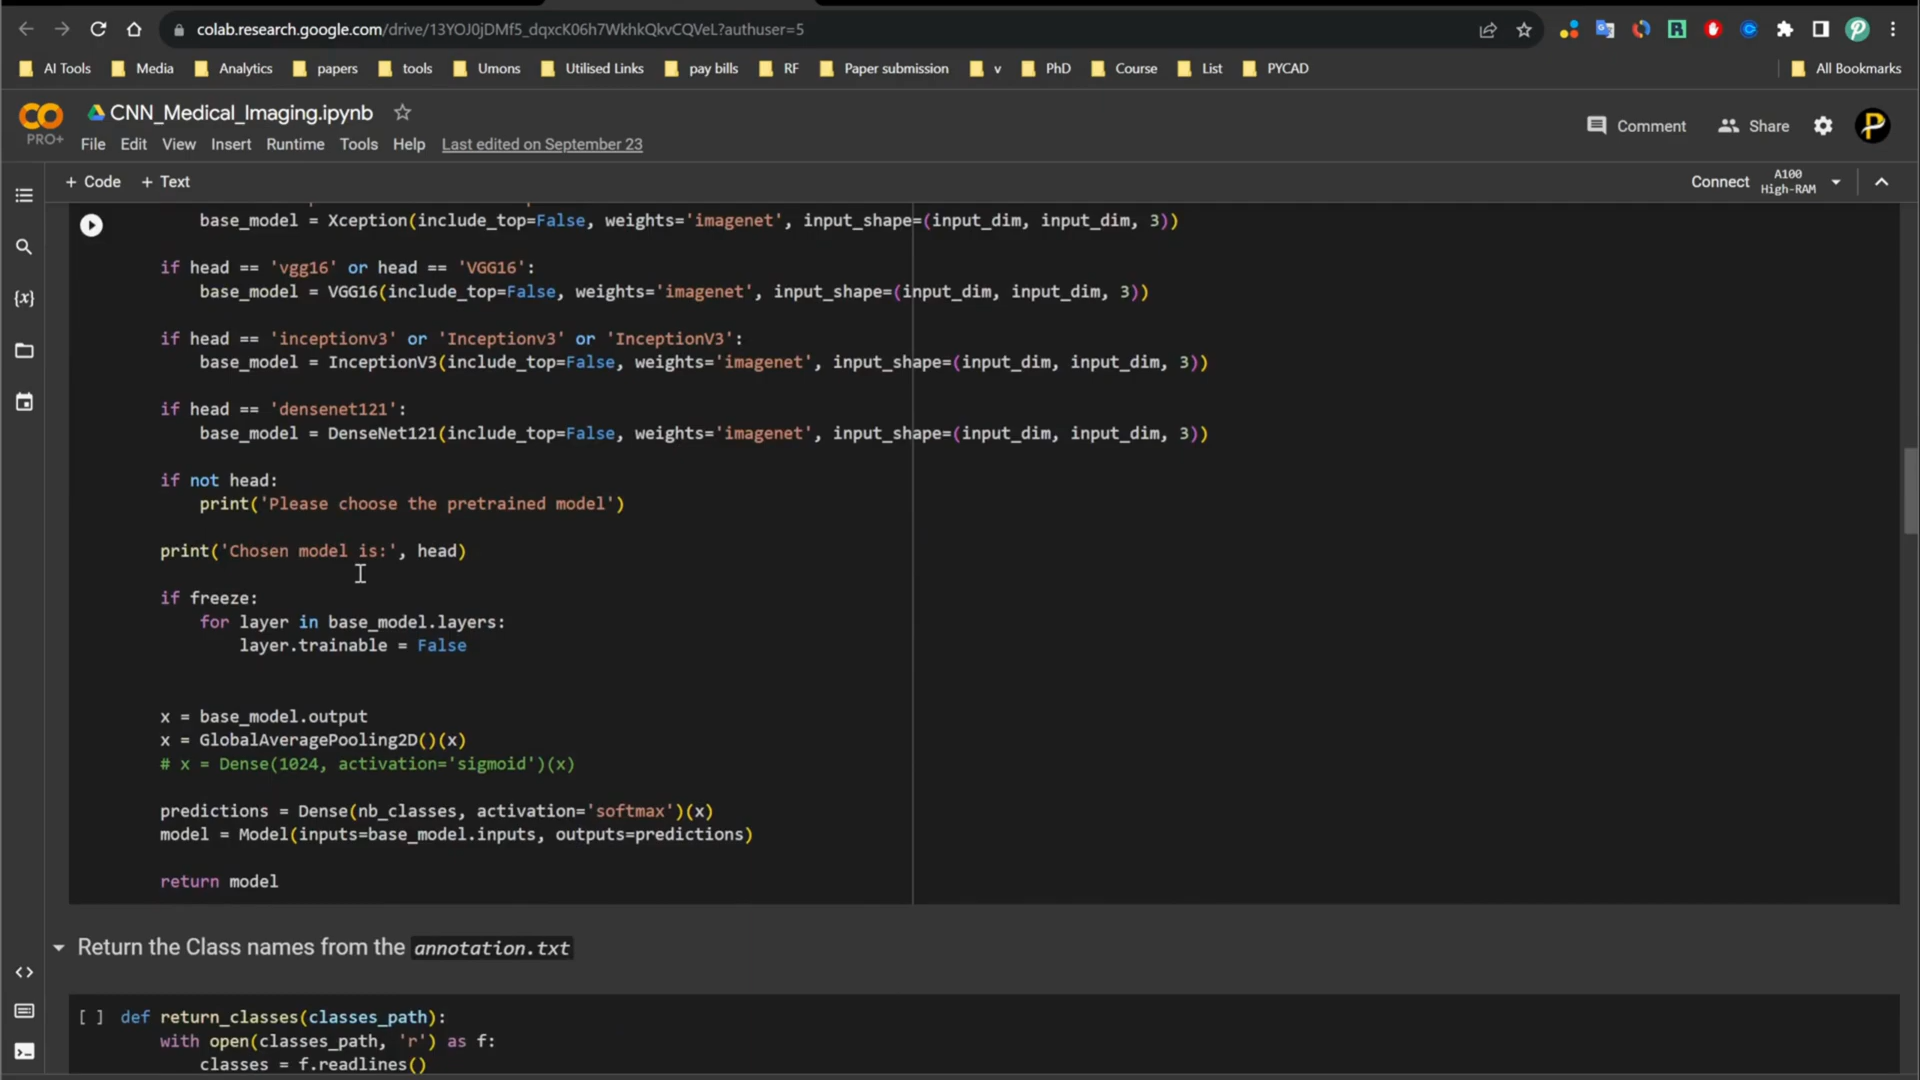 colab.research.google.com/drive/13YOJ0jDMf5_dqxcK06h7WkhkQkvCQVeL?authuser=5
AI Tools Media Analytics papers tools Umons Utilised Links pay bills RF Paper submission v PhD Course List PYCAD All Bookmarks
CNN_Medical_Imaging.ipynb
PRO+
File Edit View Insert Runtime Tools Help Last edited on September 23
Comment Share
+ Code + Text
Connect A100 High-RAM
base_model = Xception(include_top=False, weights='imagenet', input_shape=(input_dim, input_dim, 3))
if head == 'vgg16' or head == 'VGG16':
base_model = VGG16(include_top=False, weights='imagenet', input_shape=(input_dim, input_dim, 3))
if head == 'inceptionv3' or 'Inceptionv3' or 'InceptionV3':
base_model = InceptionV3(include_top=False, weights='imagenet', input_shape=(input_dim, input_dim, 3))
if head == 'densenet121':
base_model = DenseNet121(include_top=False, weights='imagenet', input_shape=(input_dim, input_dim, 3))
if not head:
print('Please choose the pretrained model')
print('Chosen model is:', head)
if freeze:
for layer in base_model.layers:
layer.trainable = False
x = base_model.output
x = GlobalAveragePooling2D()(x)
# x = Dense(1024, activation='sigmoid')(x)
predictions = Dense(nb_classes, activation='softmax')(x)
model = Model(inputs=base_model.inputs, outputs=predictions)
return model
Return the Class names from the annotation.txt
[ ] def return_classes(classes_path):
with open(classes_path, 'r') as f:
classes = f.readlines()